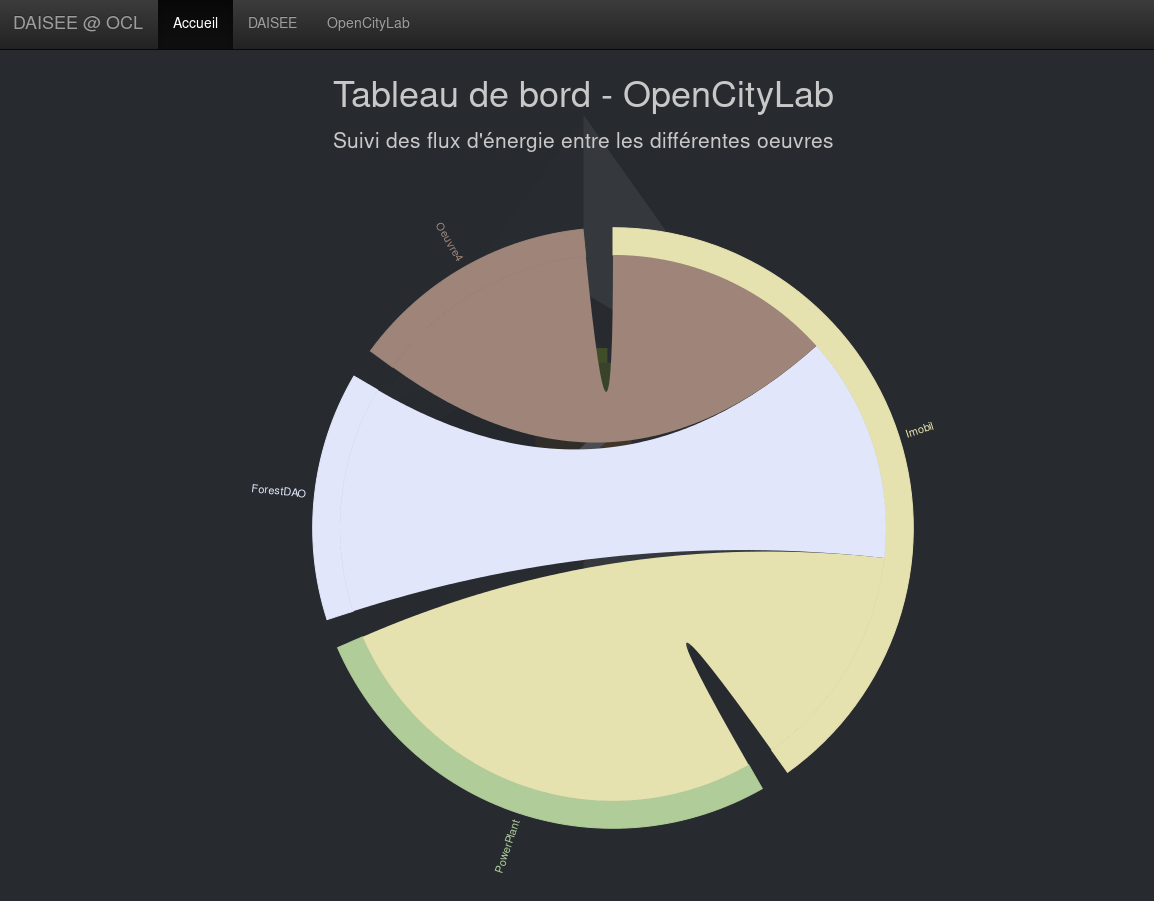 DAISEE @ OCL Accueil DAISEE OpenCityLab
Tableau de bord - OpenCityLab
Suivi des flux d'énergie entre les différentes oeuvres
Oeuvre4
Imobil
ForestDAO
PowerPlant